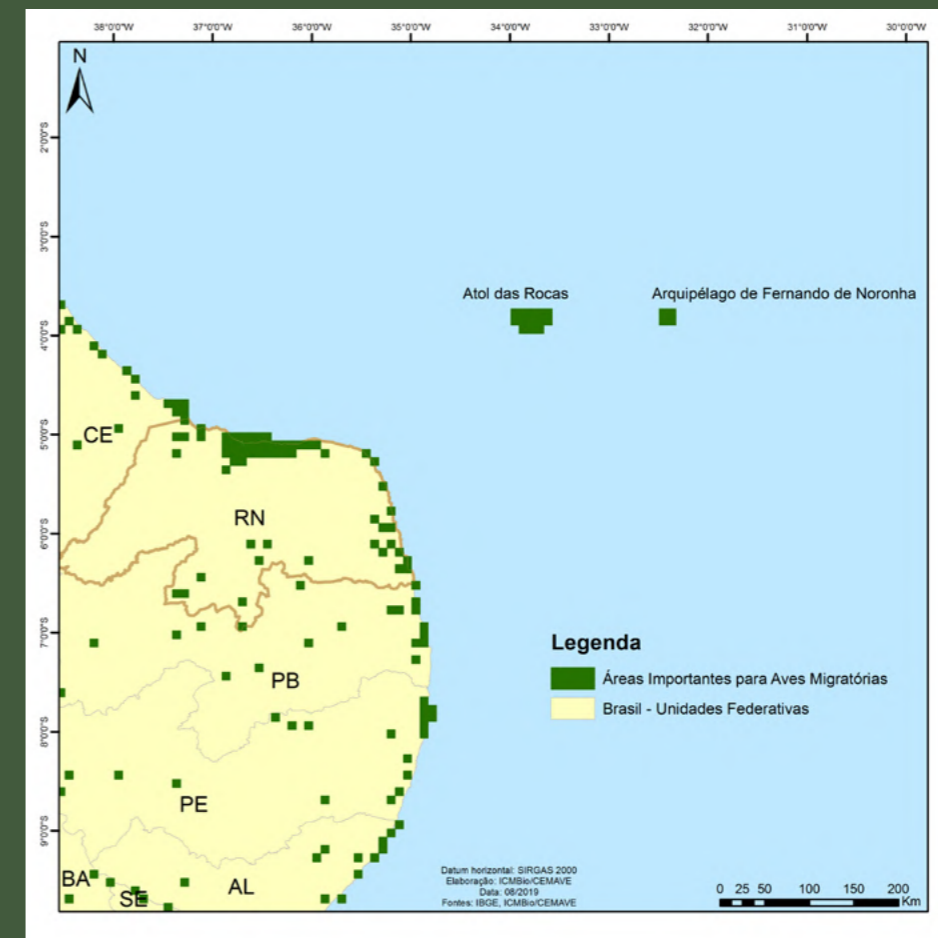 38°0'0"W 37°0'0"W 36°0'0"W 35°0'0"W 34°0'0"W 33°0'0"W 32°0'0"W 31°0'0"W 30°0'0"W
N
2°0'0"S
3°0'0"S
Atol das Rocas
Arquipélago de Fernando de Noronha
4°0'0"S
5°0'0"S
CE
RN
6°0'0"S
7°0'0"S
Legenda
Áreas Importantes para Aves Migratórias
PB
Brasil - Unidades Federativas
8°0'0"S
PE
9°0'0"S
BA
SE
AL
Datum horizontal: SIRGAS 2000
Elaboração: ICMBio/CEMAVE
Data: 08/2019
Fontes: IBGE, ICMBio/CEMAVE
0 25 50 100 150 200
Km